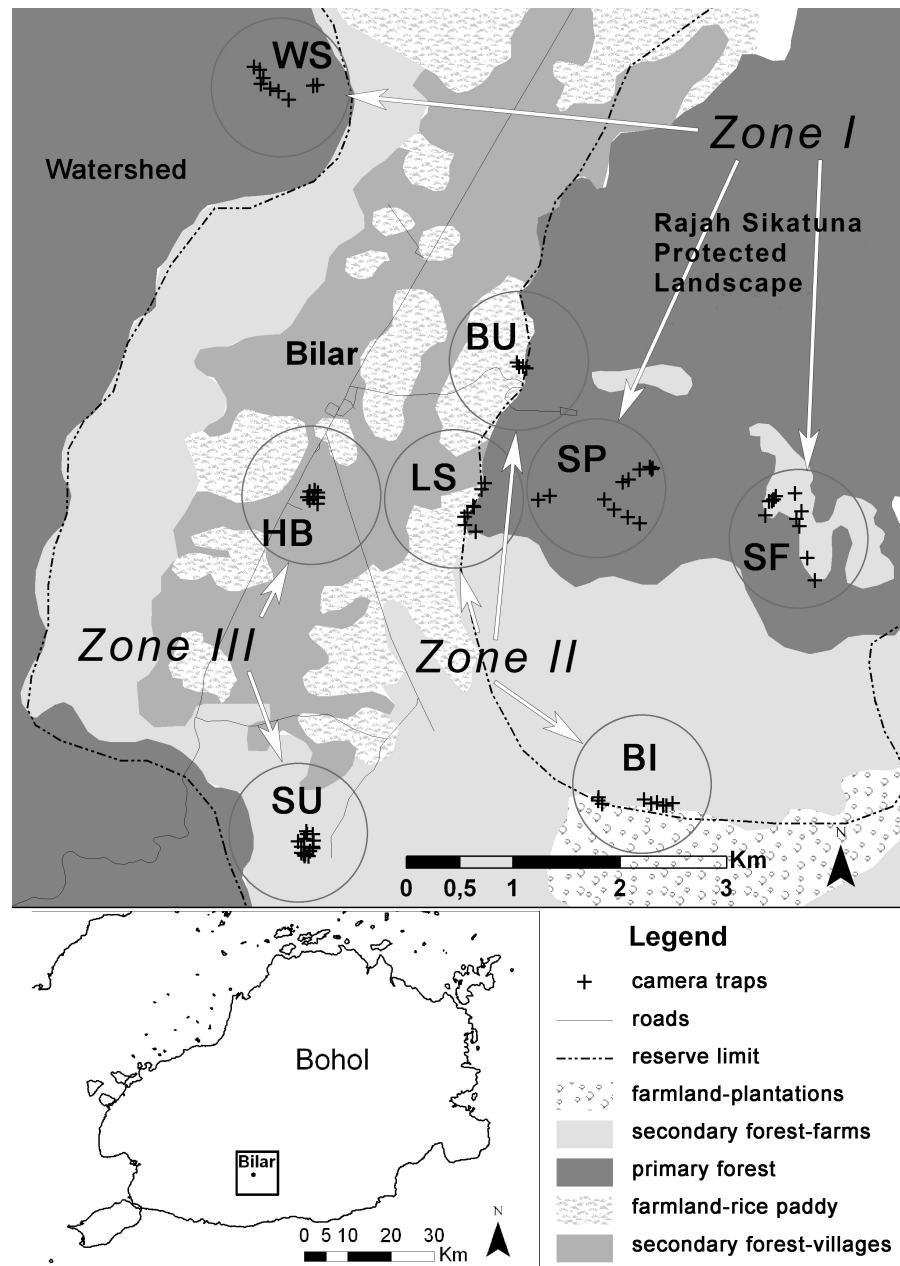 WS
Zone I
Watershed
Rajah Sikatuna
Protected
Landscape
BU
Bilar
SP
LS
HB
SF
Zone III
Zone II
BI
SU
N
Km
0 0,5 1 2 3
Bohol
Bilar
N
0 5 10 20 30
Km
Legend
camera traps
roads
reserve limit
farmland-plantations
secondary forest-farms
primary forest
farmland-rice paddy
secondary forest-villages